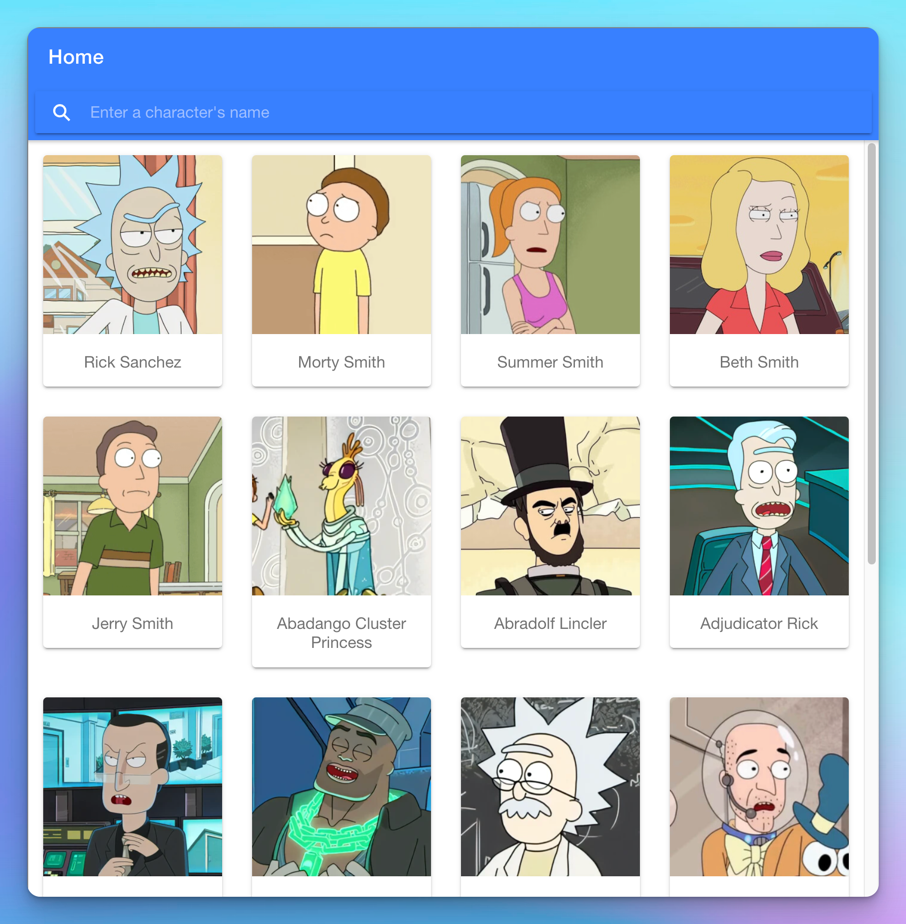 Home
Enter a character's name
Rick Sanchez
Morty Smith
Summer Smith
Beth Smith
Jerry Smith
Abadango Cluster
Princess
Abradolf Lincler
Adjudicator Rick